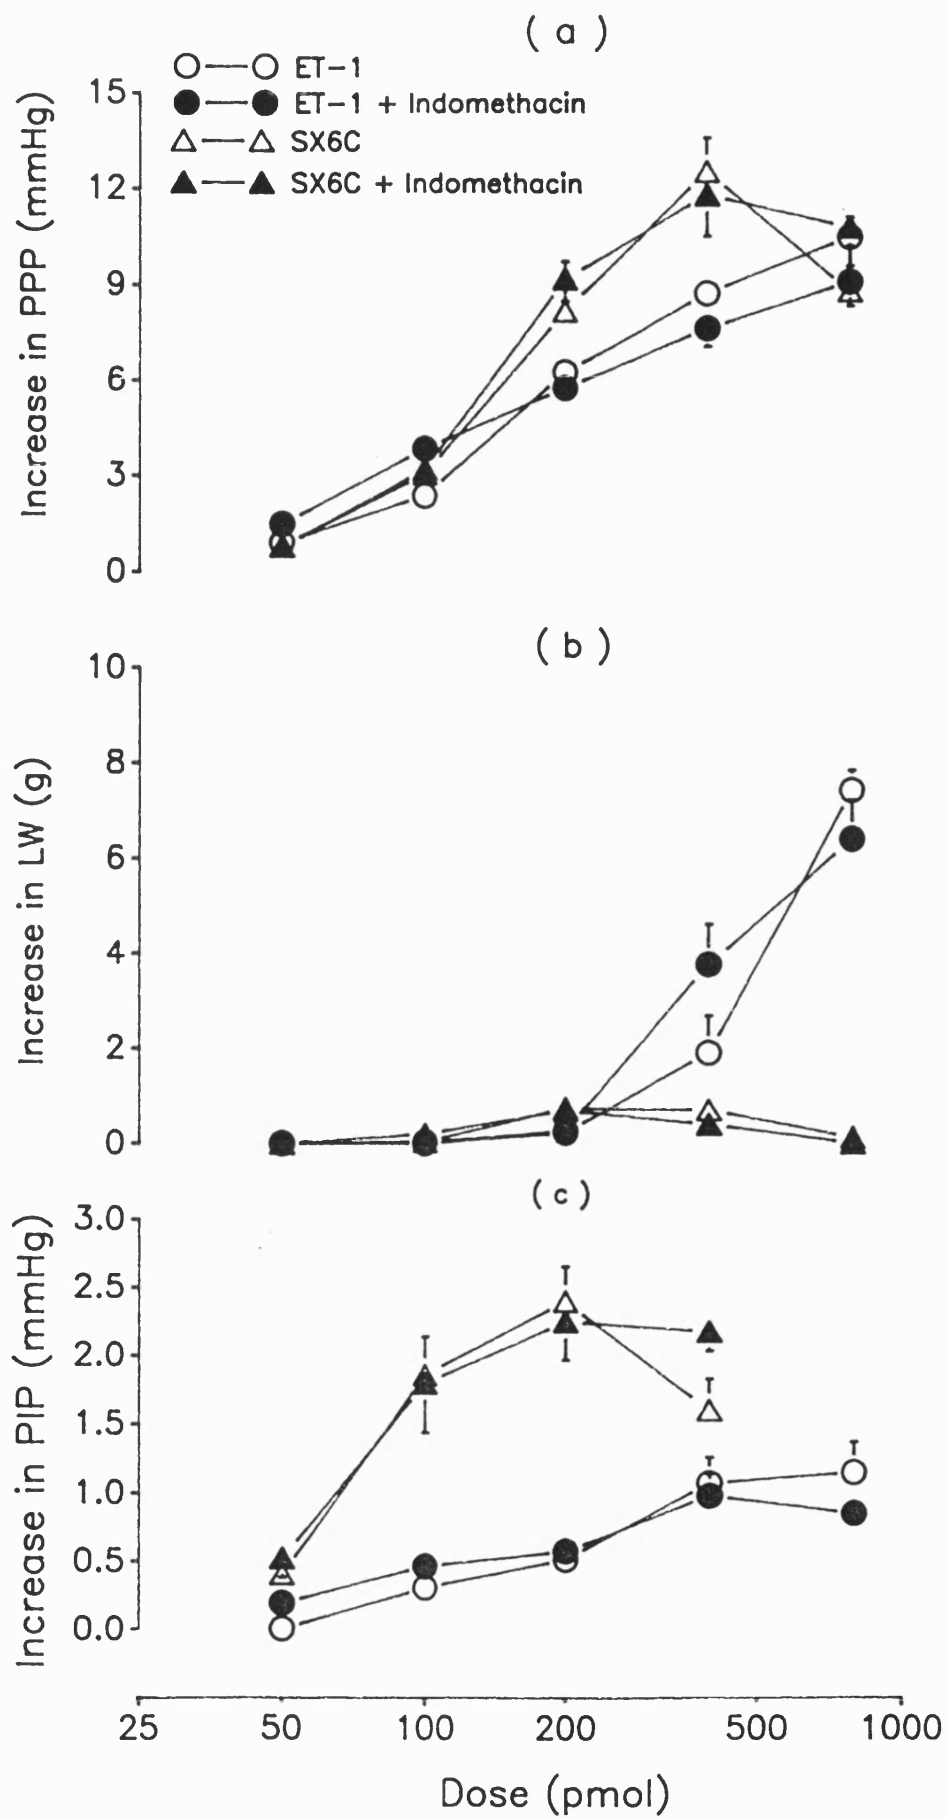 ( a )
ET-1
ET-1 + Indomethacin
SX6C
SX6C + Indomethacin
Increase in PPP (mmHg)
15
12
9
6
3
0
( b )
Increase in LW (g)
10
8
6
4
2
0
( c )
Increase in PIP (mmHg)
3.0
2.5
2.0
1.5
1.0
0.5
0.0
25 50 100 200 500 1000
Dose (pmol)